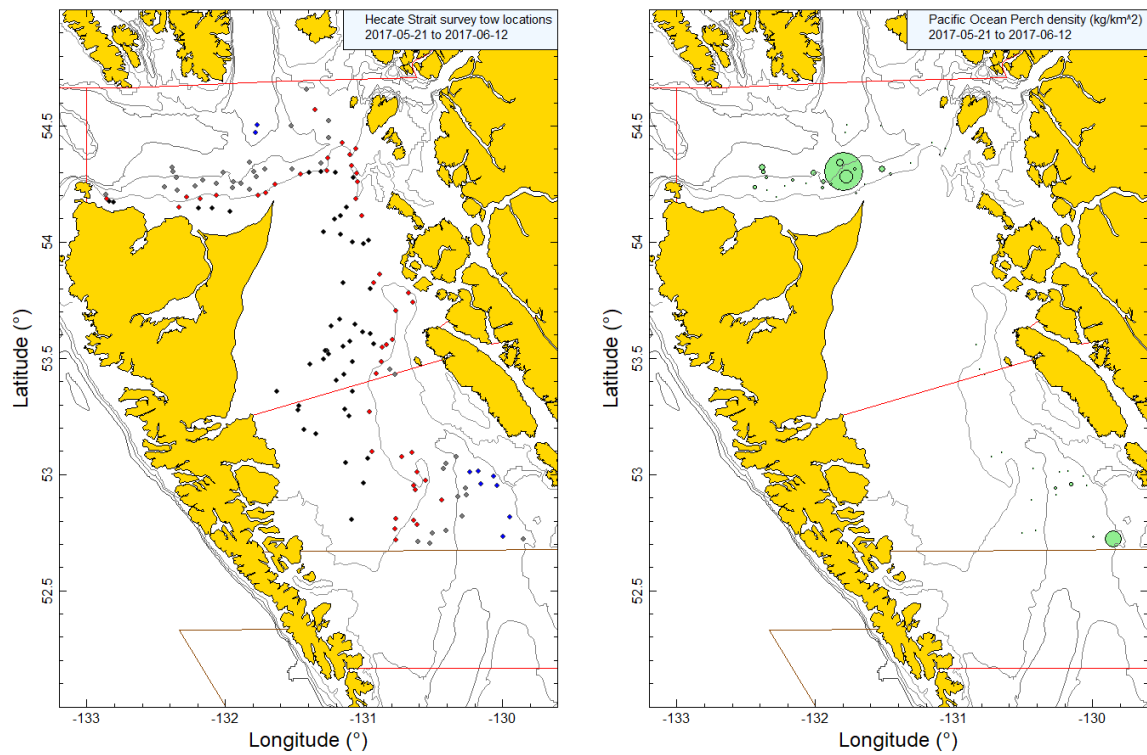 Hecate Strait survey tow locations
2017-05-21 to 2017-06-12
54.5
54
53.5
53
52.5
Latitude (°)
-133
-132
-131
-130
Longitude (°)
Pacific Ocean Perch density (kg/km^2)
2017-05-21 to 2017-06-12
54.5
54
53.5
53
52.5
Latitude (°)
-133
-132
-131
-130
Longitude (°)